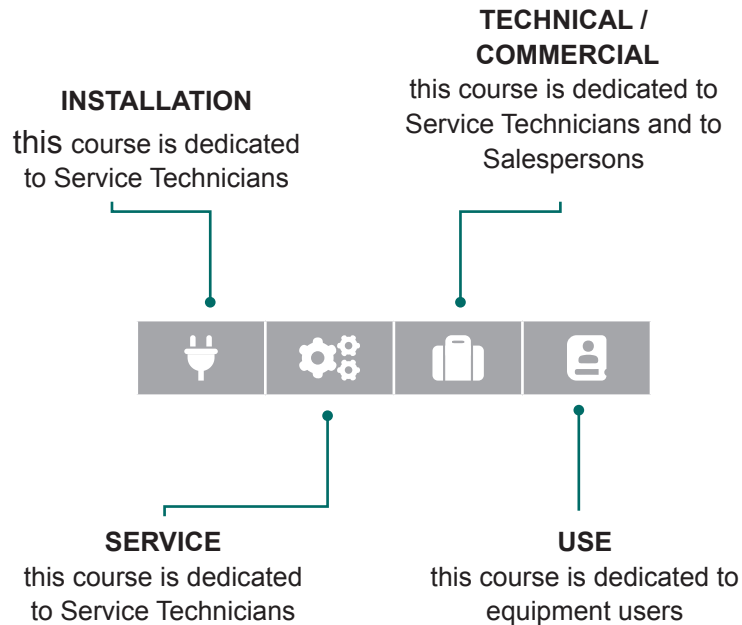 INSTALLATION
this course is dedicated
to Service Technicians
TECHNICAL /
COMMERCIAL
this course is dedicated to
Service Technicians and to
Salespersons
SERVICE
this course is dedicated
to Service Technicians
USE
this course is dedicated to
equipment users